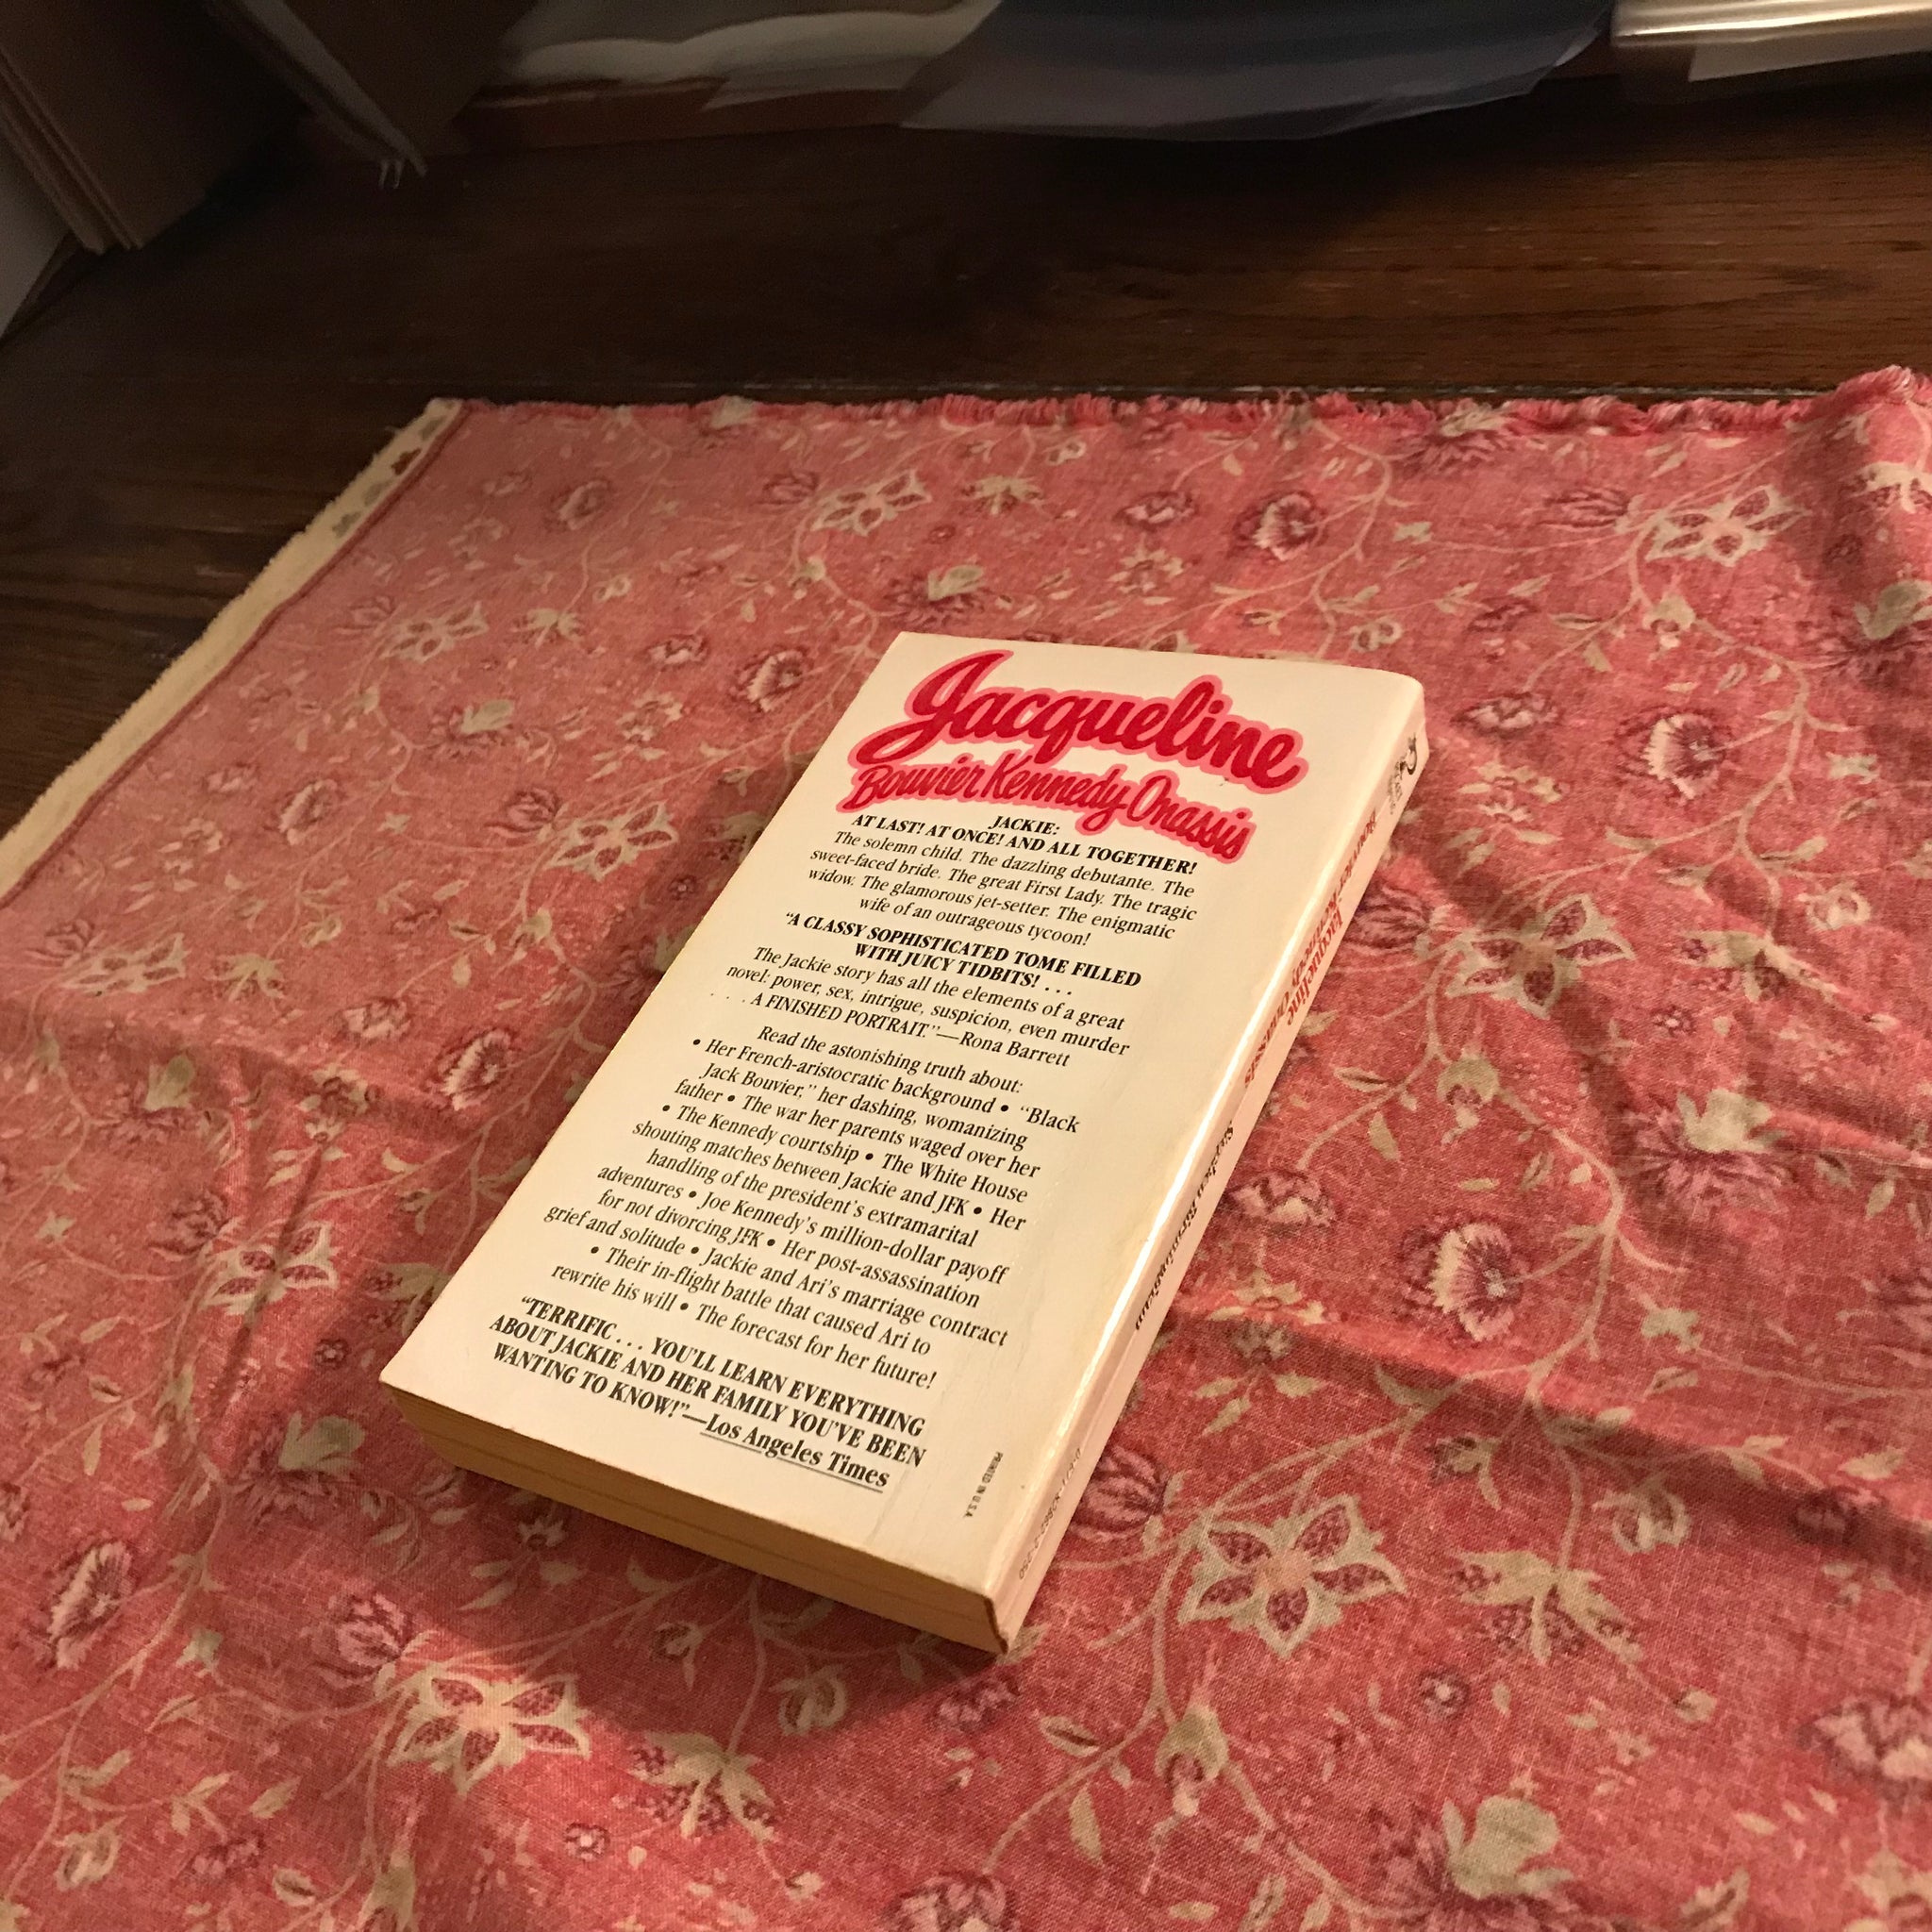 Jacqueline
Bouvier Kennedy Onassis
JACKIE:
AT LAST! AT ONCE! AND ALL TOGETHER!
The solemn child. The dazzling debutante. The
sweet-faced bride. The great First Lady. The tragic
widow. The glamorous jet-setter. The enigmatic
wife of an outrageous tycoon!
“A CLASSY SOPHISTICATED TOME FILLED
WITH JUICY TIDBITS! . . .
The Jackie story has all the elements of a great
novel: power, sex, intrigue, suspicion, even murder
. . . A FINISHED PORTRAIT.”—Rona Barrett
Read the astonishing truth about:
• Her French-aristocratic background • “Black
Jack Bouvier,” her dashing, womanizing
father • The war her parents waged over her
• The Kennedy courtship • The White House
shouting matches between Jackie and JFK • Her
handling of the president's extramarital
adventures • Joe Kennedy's million-dollar payoff
for not divorcing JFK • Her post-assassination
grief and solitude • Jackie and Ari's marriage contract
• Their in-flight battle that caused Ari to
rewrite his will • The forecast for her future!
“TERRIFIC . . . YOU'LL LEARN EVERYTHING
ABOUT JACKIE AND HER FAMILY YOU'VE BEEN
WANTING TO KNOW!”—Los Angeles Times
PRINTED IN U.S.A.
Jacqueline
Bouvier Kennedy Onassis
Stephen Birmingham